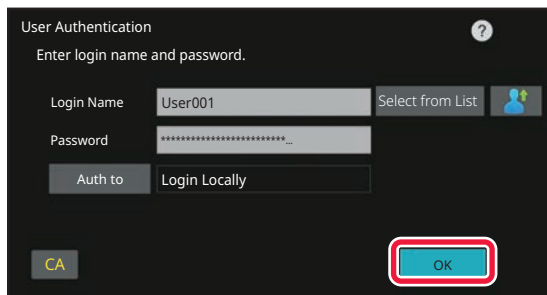 User Authentication
?
Enter login name and password.
Login Name User001 Select from List
Password *************************...
Auth to Login Locally
CA OK